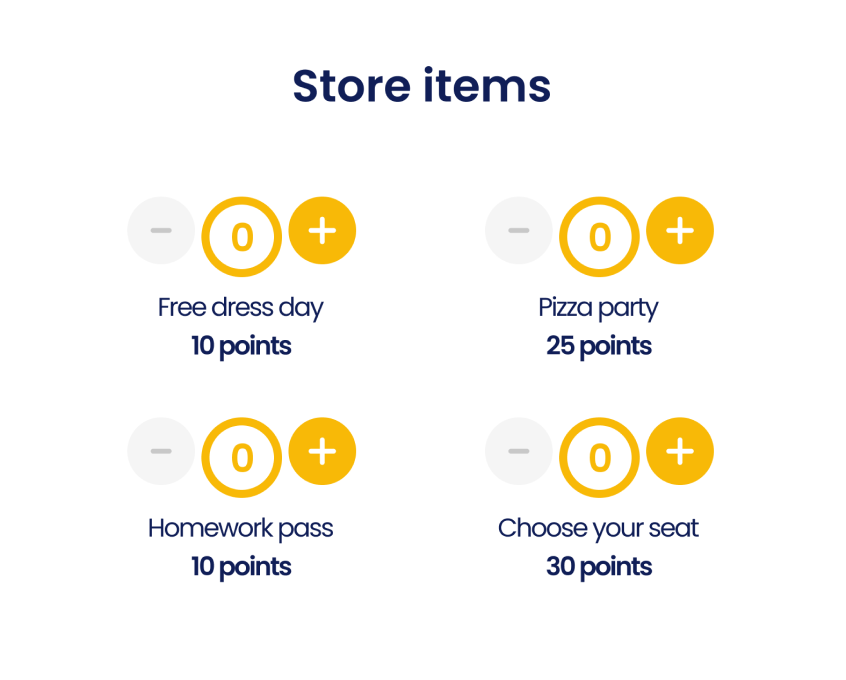 Store items
0
0
Free dress day
Pizza party
10 points
25 points
0
0
Homework pass
Choose your seat
10 points
30 points